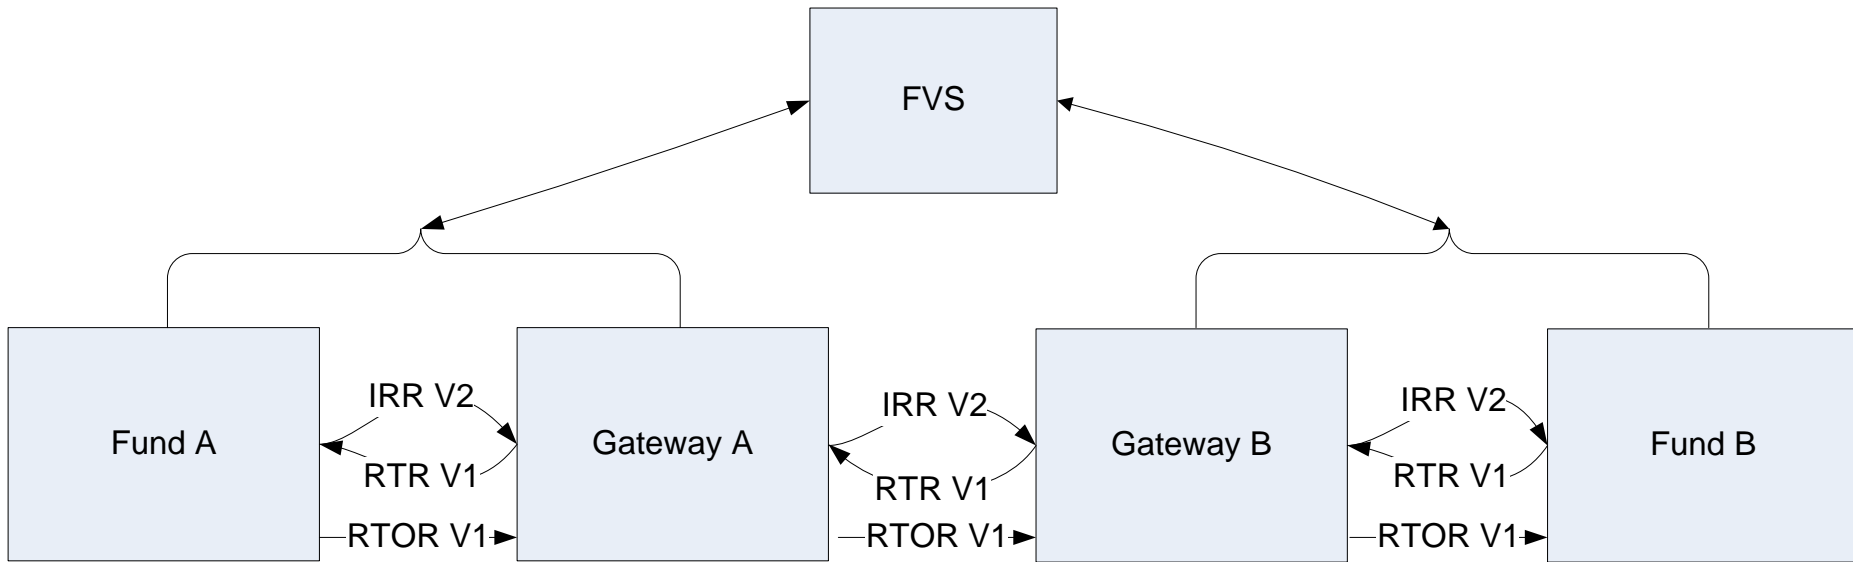 FVS
IRR V2
IRR V2
IRR V2
Fund A
Gateway A
Gateway B
Fund B
RTR V1
RTR V1
RTR V1
RTOR V1
RTOR V1
RTOR V1